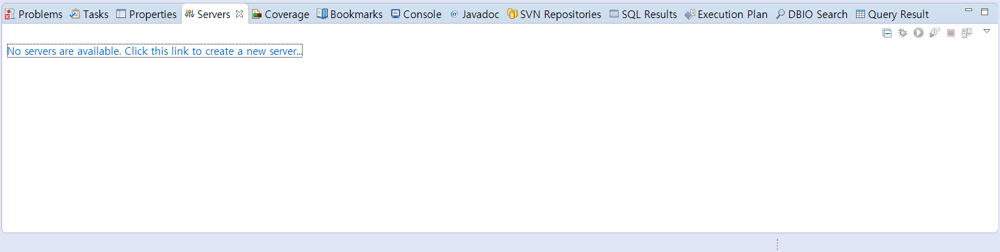 Problems Tasks Properties Servers Coverage Bookmarks Console @ Javadoc SVN Repositories SQL Results Execution Plan DBIO Search Query Result
No servers are available. Click this link to create a new server...